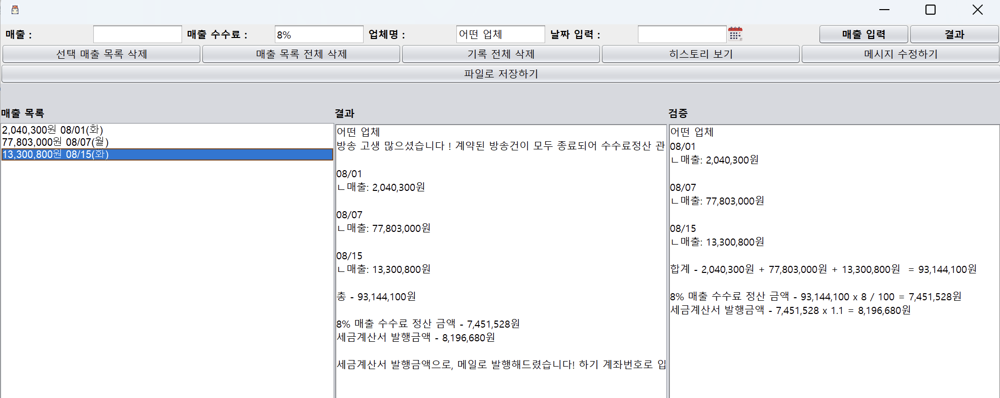 매출 :
매출 수수료 :
8%
업체명 :
어떤 업체
날짜 입력 :
매출 입력
결과
선택 매출 목록 삭제
매출 목록 전체 삭제
기록 전체 삭제
히스토리 보기
메시지 수정하기
파일로 저장하기
매출 목록
2,040,300원 08/01(화)
77,803,000원 08/07(월)
13,300,800원 08/15(화)
결과
어떤 업체
방송 고생 많으셨습니다 ! 계약된 방송건이 모두 종료되어 수수료정산 관
08/01
ㄴ매출: 2,040,300원
08/07
ㄴ매출: 77,803,000원
08/15
ㄴ매출: 13,300,800원
총 - 93,144,100원
8% 매출 수수료 정산 금액 - 7,451,528원
세금계산서 발행금액 - 8,196,680원
세금계산서 발행금액으로, 메일로 발행해드렸습니다! 하기 계좌번호로 입
검증
어떤 업체
08/01
ㄴ매출: 2,040,300원
08/07
ㄴ매출: 77,803,000원
08/15
ㄴ매출: 13,300,800원
합계 - 2,040,300원 + 77,803,000원 + 13,300,800원  = 93,144,100원
8% 매출 수수료 정산 금액 - 93,144,100 x 8 / 100 = 7,451,528원
세금계산서 발행금액 - 7,451,528 x 1.1 = 8,196,680원